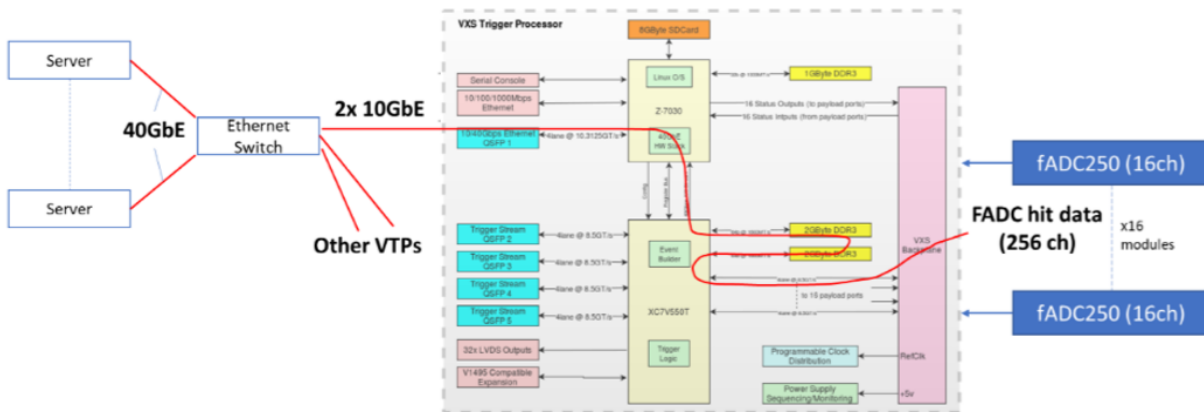 VXS Trigger Processor
8GByte SDCard
Server
Linux O/S
1GByte DDR3
Serial Console
10/100/1000Mbps
Ethernet
2x 10GbE
Z-7030
16 Status Outputs (to payload ports)
16 Status Intputs (from payload ports)
40GbE
Ethernet
Switch
10/40Gbps Ethernet
QSFP 1
4lane @ 10.3125GT/s
40GbE
HW Stack
fADC250 (16ch)
Config
Server
FADC hit data
(256 ch)
x16
modules
VXS
Backplane
Other VTPs
Trigger Stream
QSFP 2
4lane @ 8.5GT/s
2GByte DDR3
Event
Builder
Trigger Stream
QSFP 3
4lane @ 8.5GT/s
2GByte DDR3
Trigger Stream
QSFP 4
4lane @ 8.5GT/s
to 15 payload ports
Trigger Stream
QSFP 5
4lane @ 8.5GT/s
XC7V550T
fADC250 (16ch)
32x LVDS Outputs
Trigger
Logic
Programmable Clock
Distribution
RefClk
V1495 Compatible
Expansion
Power Supply
Sequencing/Monitoring
+5v